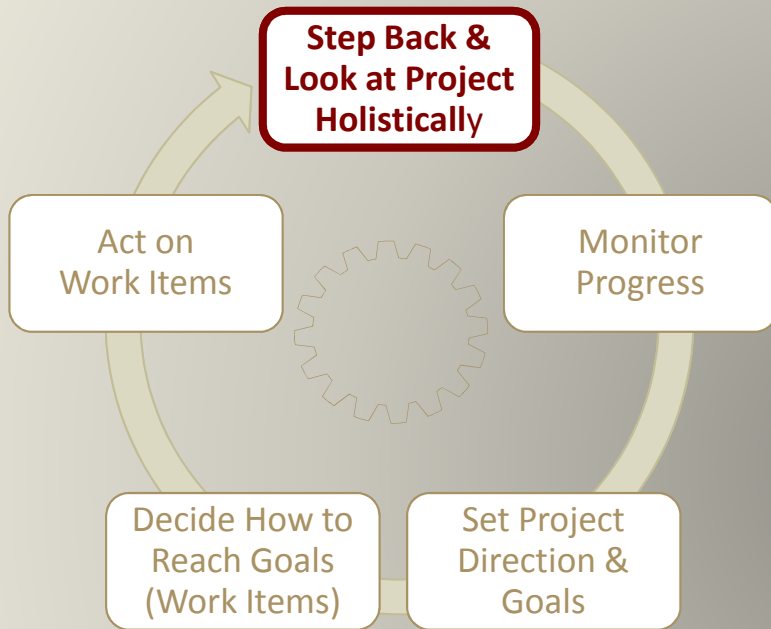 Step Back &
Look at Project
Holistically
Act on
Work Items
Monitor
Progress
Decide How to
Reach Goals
(Work Items)
Set Project
Direction &
Goals